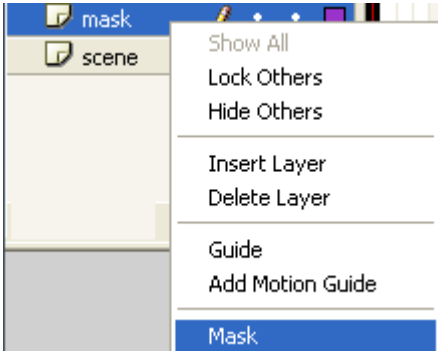 mask
scene
Show All
Lock Others
Hide Others
Insert Layer
Delete Layer
Guide
Add Motion Guide
Mask